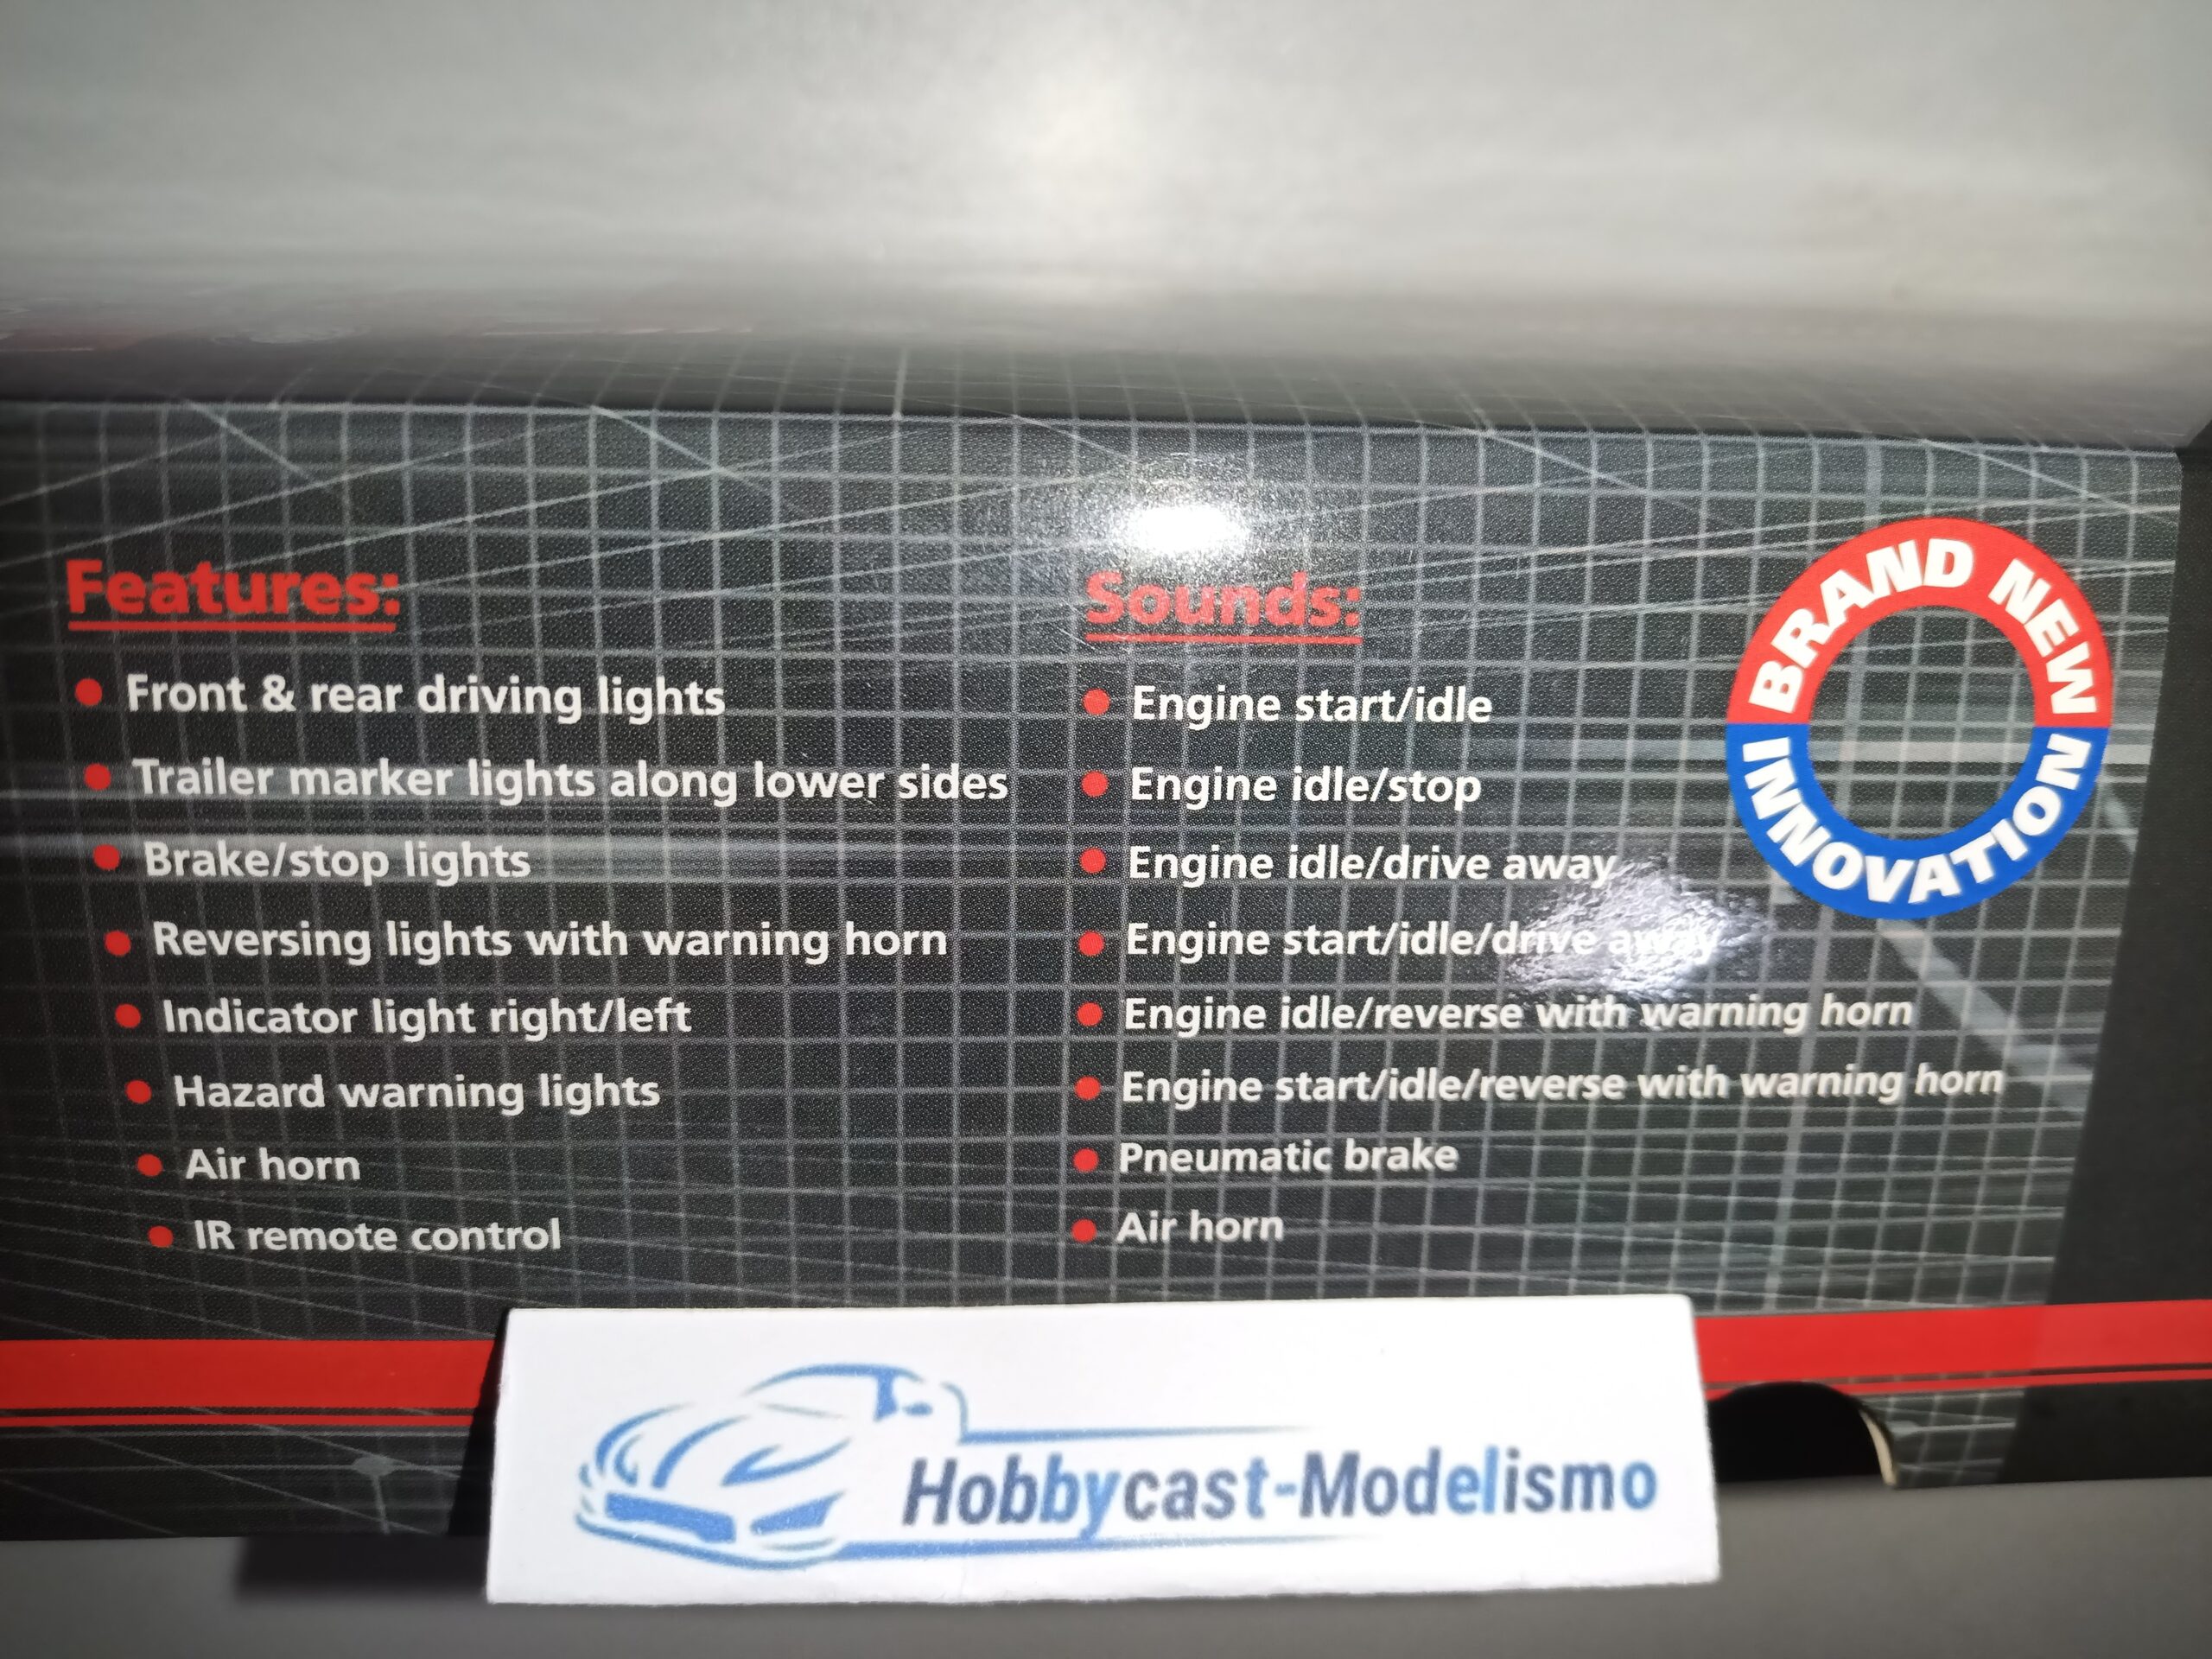 Features:
Front & rear driving lights
Trailer marker lights along lower sides
Brake/stop lights
Reversing lights with warning horn
Indicator light right/left
Hazard warning lights
Air horn
IR remote control
Sounds:
Engine start/idle
Engine idle/stop
Engine idle/drive away
Engine start/idle/drive away
Engine idle/reverse with warning horn
Engine start/idle/reverse with warning horn
Pneumatic brake
Air horn
BRAND NEW
INNOVATION
Hobbycast-Modelismo